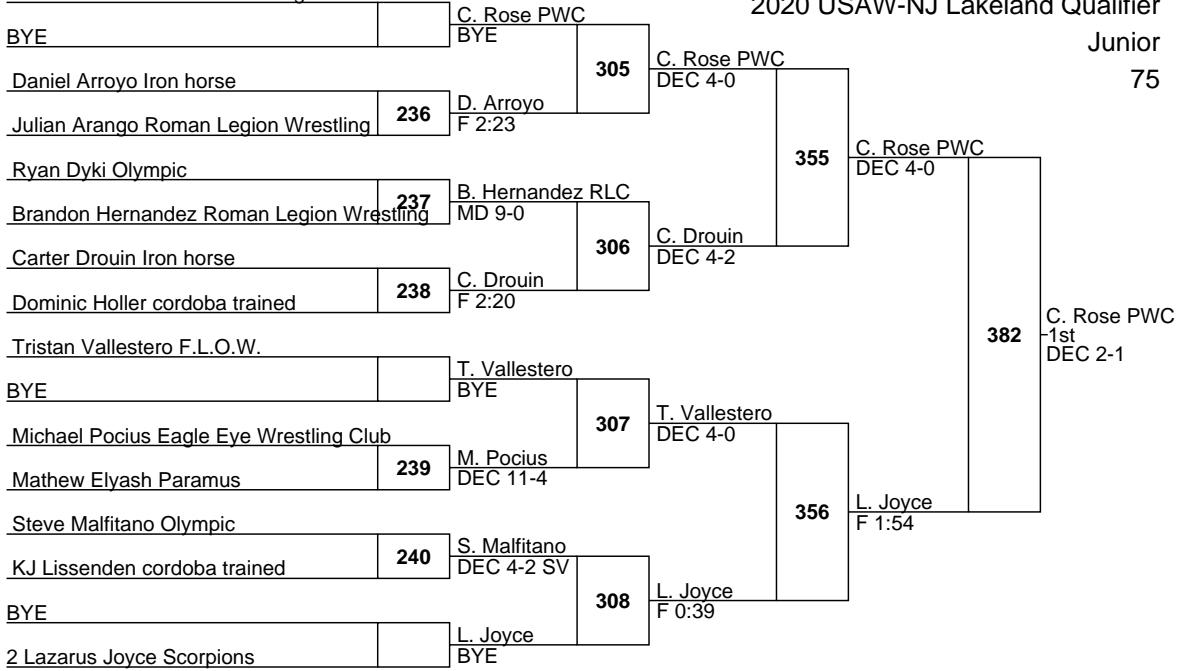 2020 USAW-NJ Lakeland Qualifier
Junior
75
BYE
C. Rose PWC
BYE
Daniel Arroyo Iron horse
236
Julian Arango Roman Legion Wrestling
D. Arroyo
F 2:23
305
C. Rose PWC
DEC 4-0
Ryan Dyki Olympic
237
Brandon Hernandez Roman Legion Wrestling
B. Hernandez RLC
MD 9-0
Carter Drouin Iron horse
238
Dominic Holler cordoba trained
C. Drouin
F 2:20
306
C. Drouin
DEC 4-2
355
C. Rose PWC
DEC 4-0
Tristan Vallestero F.L.O.W.
BYE
T. Vallestero
BYE
Michael Pocius Eagle Eye Wrestling Club
239
Mathew Elyash Paramus
M. Pocius
DEC 11-4
307
T. Vallestero
DEC 4-0
Steve Malfitano Olympic
240
KJ Lissenden cordoba trained
S. Malfitano
DEC 4-2 SV
BYE
2 Lazarus Joyce Scorpions
L. Joyce
BYE
308
L. Joyce
F 0:39
356
L. Joyce
F 1:54
382
C. Rose PWC
1st
DEC 2-1